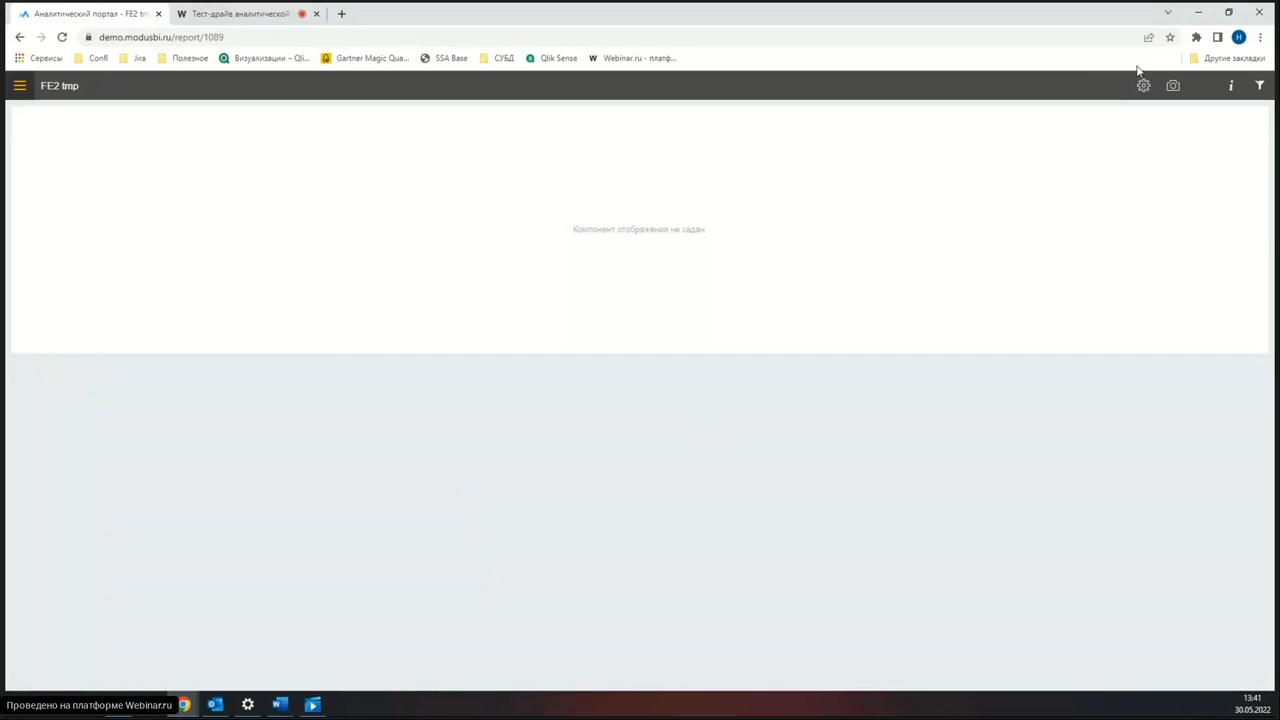 Аналитический портал - FE2 tm
Тест-драйв аналитической
demo.modusbi.ru/report/1089
Сервисы
Confl
Jira
Полезное
Визуализации – Qli...
Gartner Magic Qua...
SSA Base
СУБД
Qlik Sense
Webinar.ru - платф...
Другие закладки
FE2 tmp
Компонент отображения не задан
Проведено на платформе Webinar.ru
13:41
30.05.2022